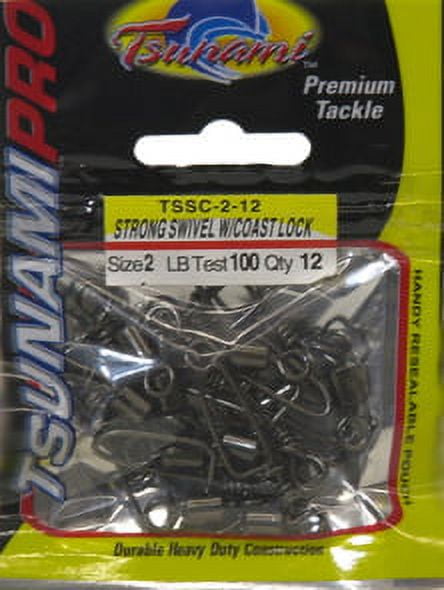 Tsunami
TM
Premium
Tackle
TSUNAMI PRO
TSSC-2-12
STRONG SWIVEL W/COAST LOCK
Size 2 LB Test 100 Qty 12
HANDY RESEALABLE POUCH
Durable Heavy Duty Construction